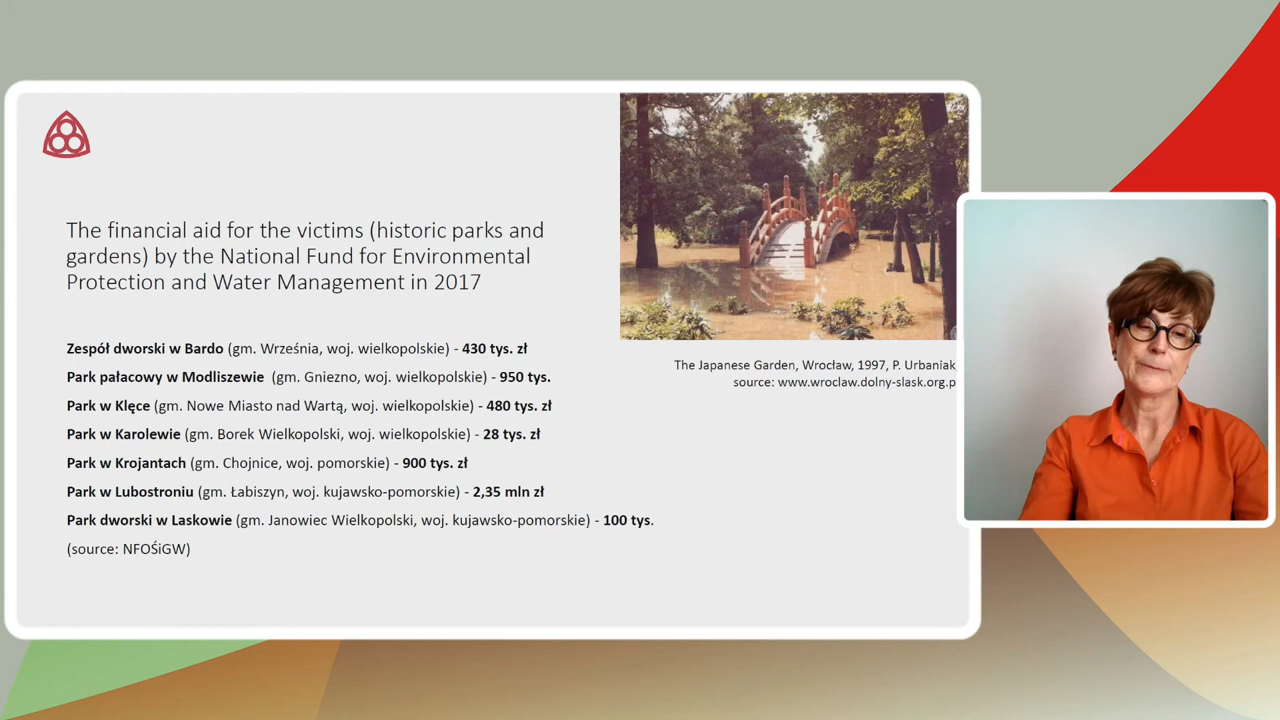 The financial aid for the victims (historic parks and
gardens) by the National Fund for Environmental
Protection and Water Management in 2017
Zespół dworski w Bardo (gm. Września, woj. wielkopolskie) - 430 tys. zł
Park pałacowy w Modliszewie (gm. Gniezno, woj. wielkopolskie) - 950 tys.
Park w Klęce (gm. Nowe Miasto nad Wartą, woj. wielkopolskie) - 480 tys. zł
Park w Karolewie (gm. Borek Wielkopolski, woj. wielkopolskie) - 28 tys. zł
Park w Krojantach (gm. Chojnice, woj. pomorskie) - 900 tys. zł
Park w Lubostroniu (gm. Łabiszyn, woj. kujawsko-pomorskie) - 2,35 mln zł
Park dworski w Laskowie (gm. Janowiec Wielkopolski, woj. kujawsko-pomorskie) - 100 tys.
(source: NFOŚiGW)
The Japanese Garden, Wrocław, 1997, P. Urbaniak,
source: www.wroclaw.dolny-slask.org.p